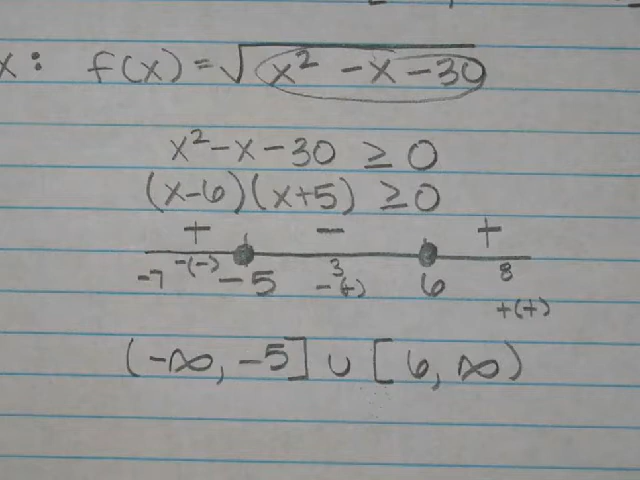 x: f(x) = √x² - x - 30
x² - x - 30 ≥ 0
(x-6)(x+5) ≥ 0
+ - +
-7 -(-) -5 3 -(+) 6 8 +(+)
(-∞, -5] ∪ [6, ∞)